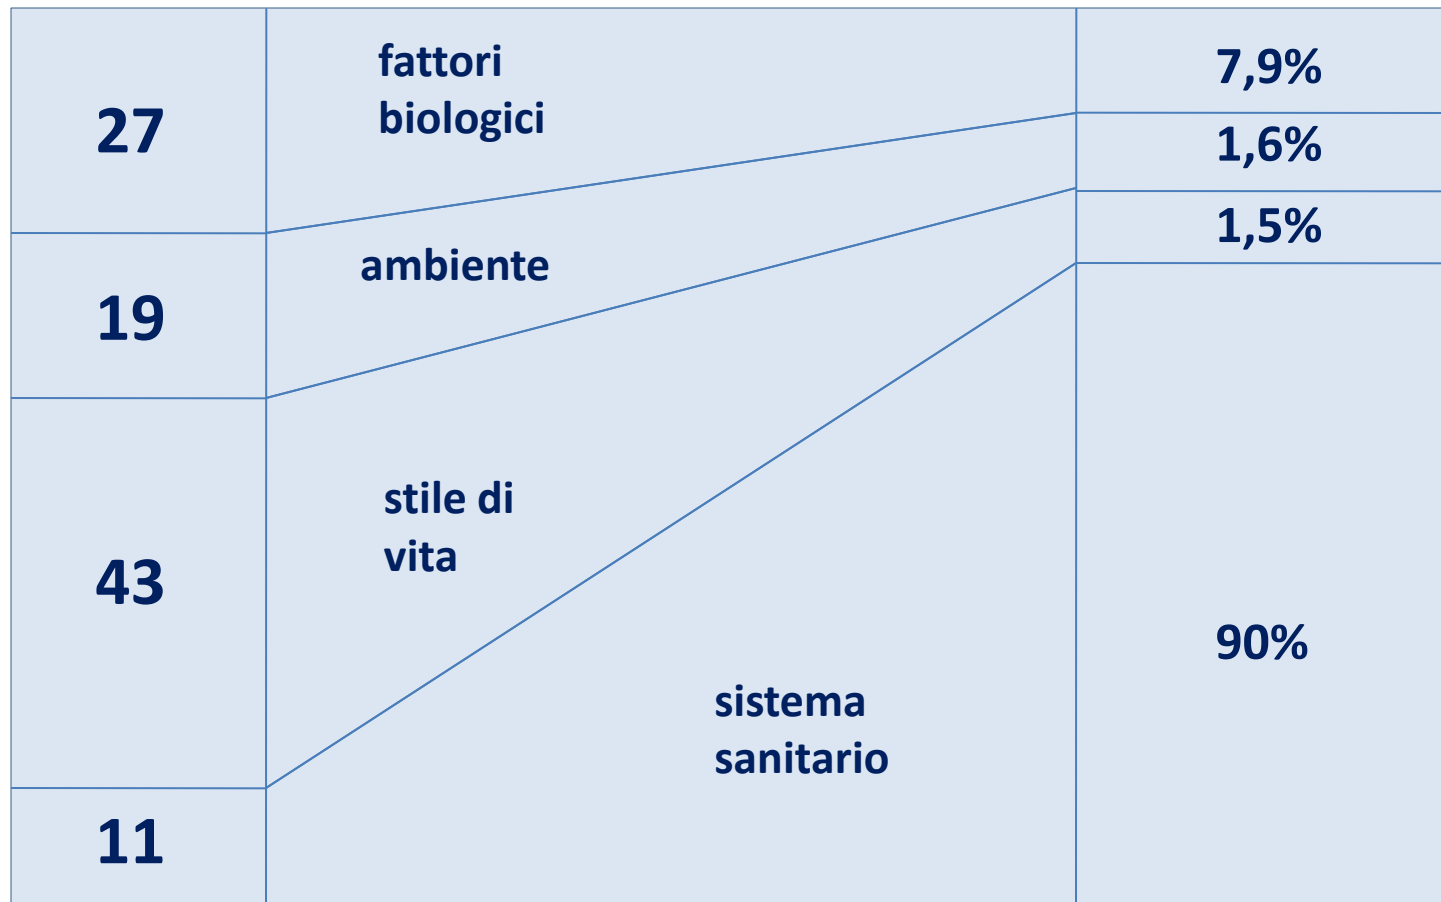 27
fattori
biologici
7,9%
1,6%
19
ambiente
1,5%
43
stile di
vita
90%
11
sistema
sanitario